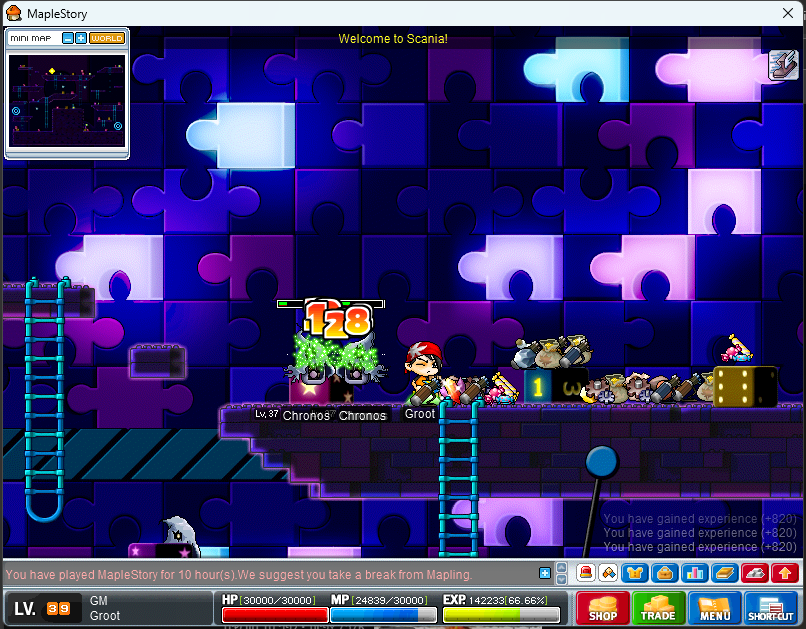 MapleStory
MINI MAP
WORLD
Welcome to Scania!
128
1
3
Lv. 37 Chronos
Chronos
Groot
You have gained experience (+820)
You have gained experience (+820)
You have gained experience (+820)
You have played MapleStory for 10 hour(s).We suggest you take a break from Mapling.
LV. 39
GM
Groot
HP[30000/30000]
MP[24839/30000]
EXP 142233[66.66%]
SHOP
TRADE
MENU
SHORTCUT